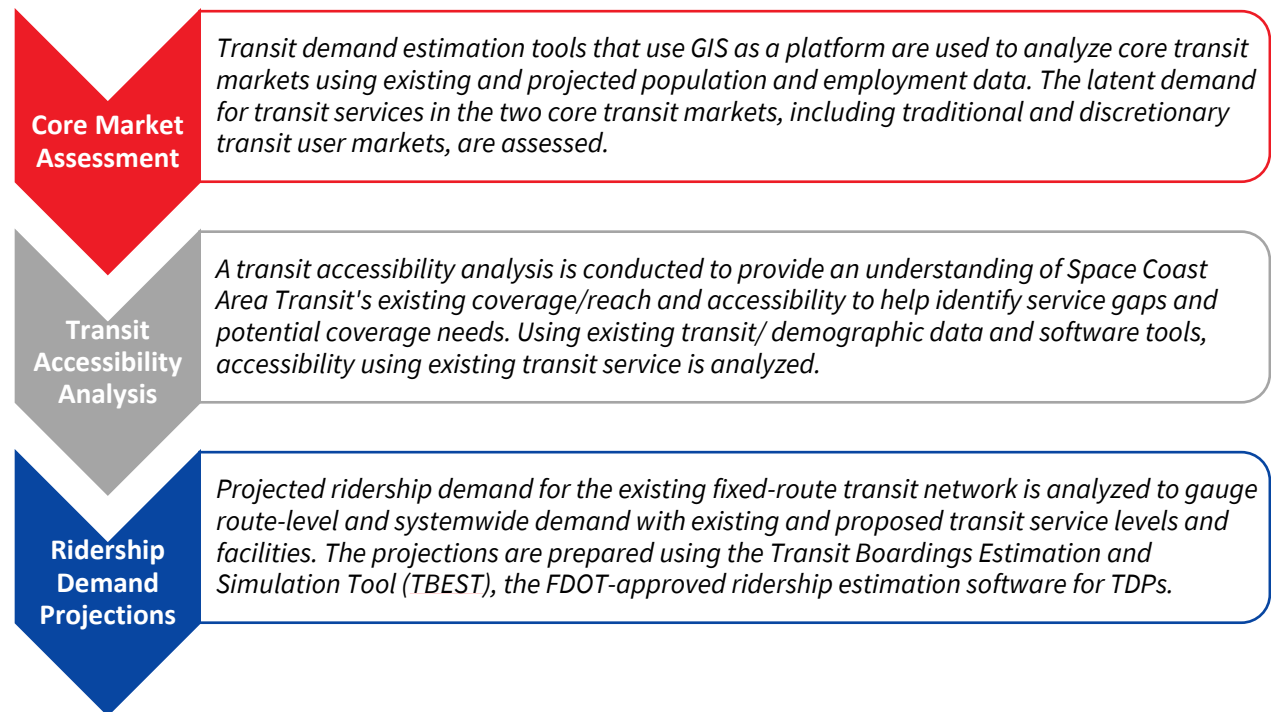 Core Market
Assessment
Transit demand estimation tools that use GIS as a platform are used to analyze core transit
markets using existing and projected population and employment data. The latent demand
for transit services in the two core transit markets, including traditional and discretionary
transit user markets, are assessed.
Transit
Accessibility
Analysis
A transit accessibility analysis is conducted to provide an understanding of Space Coast
Area Transit's existing coverage/reach and accessibility to help identify service gaps and
potential coverage needs. Using existing transit/ demographic data and software tools,
accessibility using existing transit service is analyzed.
Ridership
Demand
Projections
Projected ridership demand for the existing fixed-route transit network is analyzed to gauge
route-level and systemwide demand with existing and proposed transit service levels and
facilities. The projections are prepared using the Transit Boardings Estimation and
Simulation Tool (TBEST), the FDOT-approved ridership estimation software for TDPs.